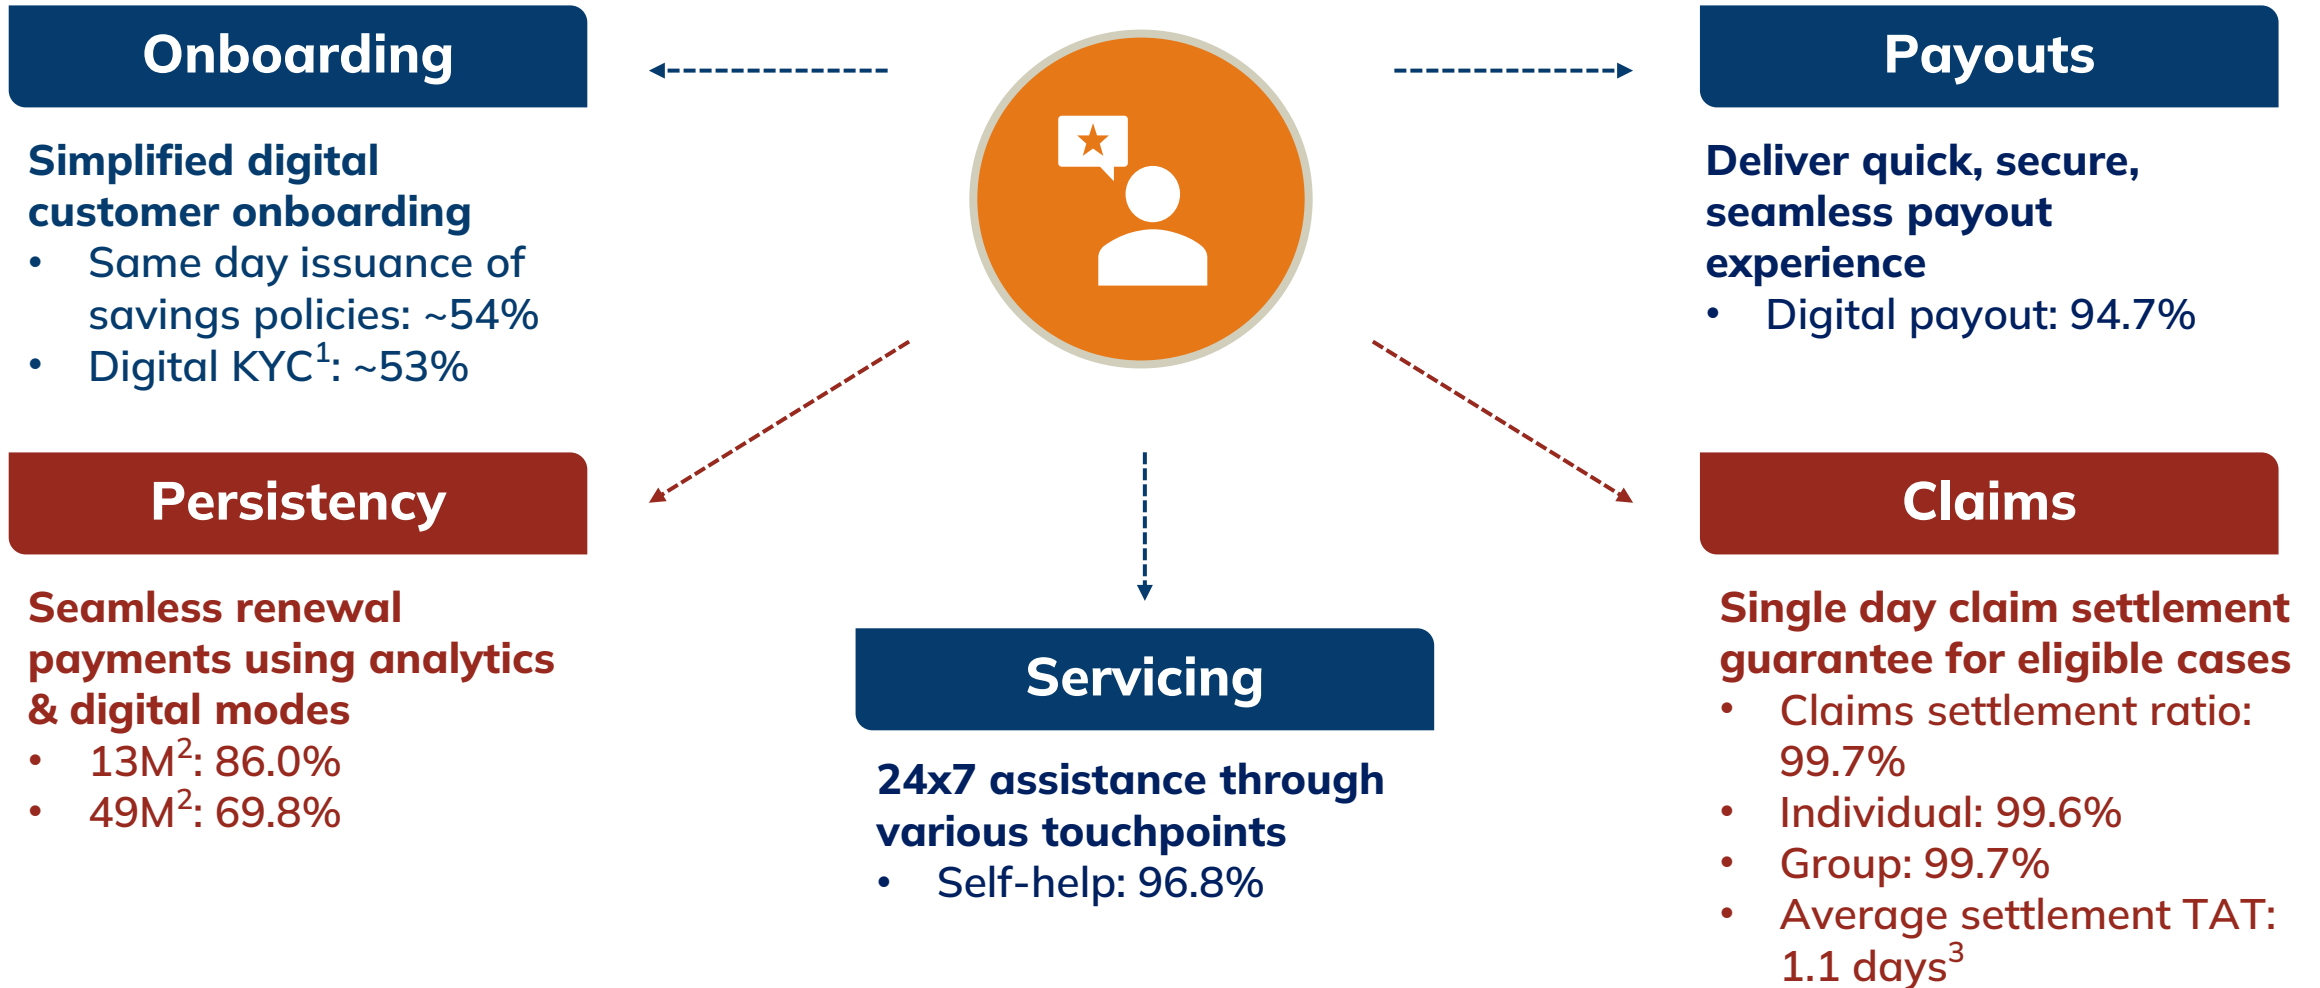 Onboarding
Simplified digital
customer onboarding
• Same day issuance of
savings policies: ~54%
• Digital KYC¹: ~53%
Persistency
Seamless renewal
payments using analytics
& digital modes
• 13M²: 86.0%
• 49M²: 69.8%
Servicing
24x7 assistance through
various touchpoints
• Self-help: 96.8%
Payouts
Deliver quick, secure,
seamless payout
experience
• Digital payout: 94.7%
Claims
Single day claim settlement
guarantee for eligible cases
• Claims settlement ratio:
99.7%
• Individual: 99.6%
• Group: 99.7%
• Average settlement TAT:
1.1 days³